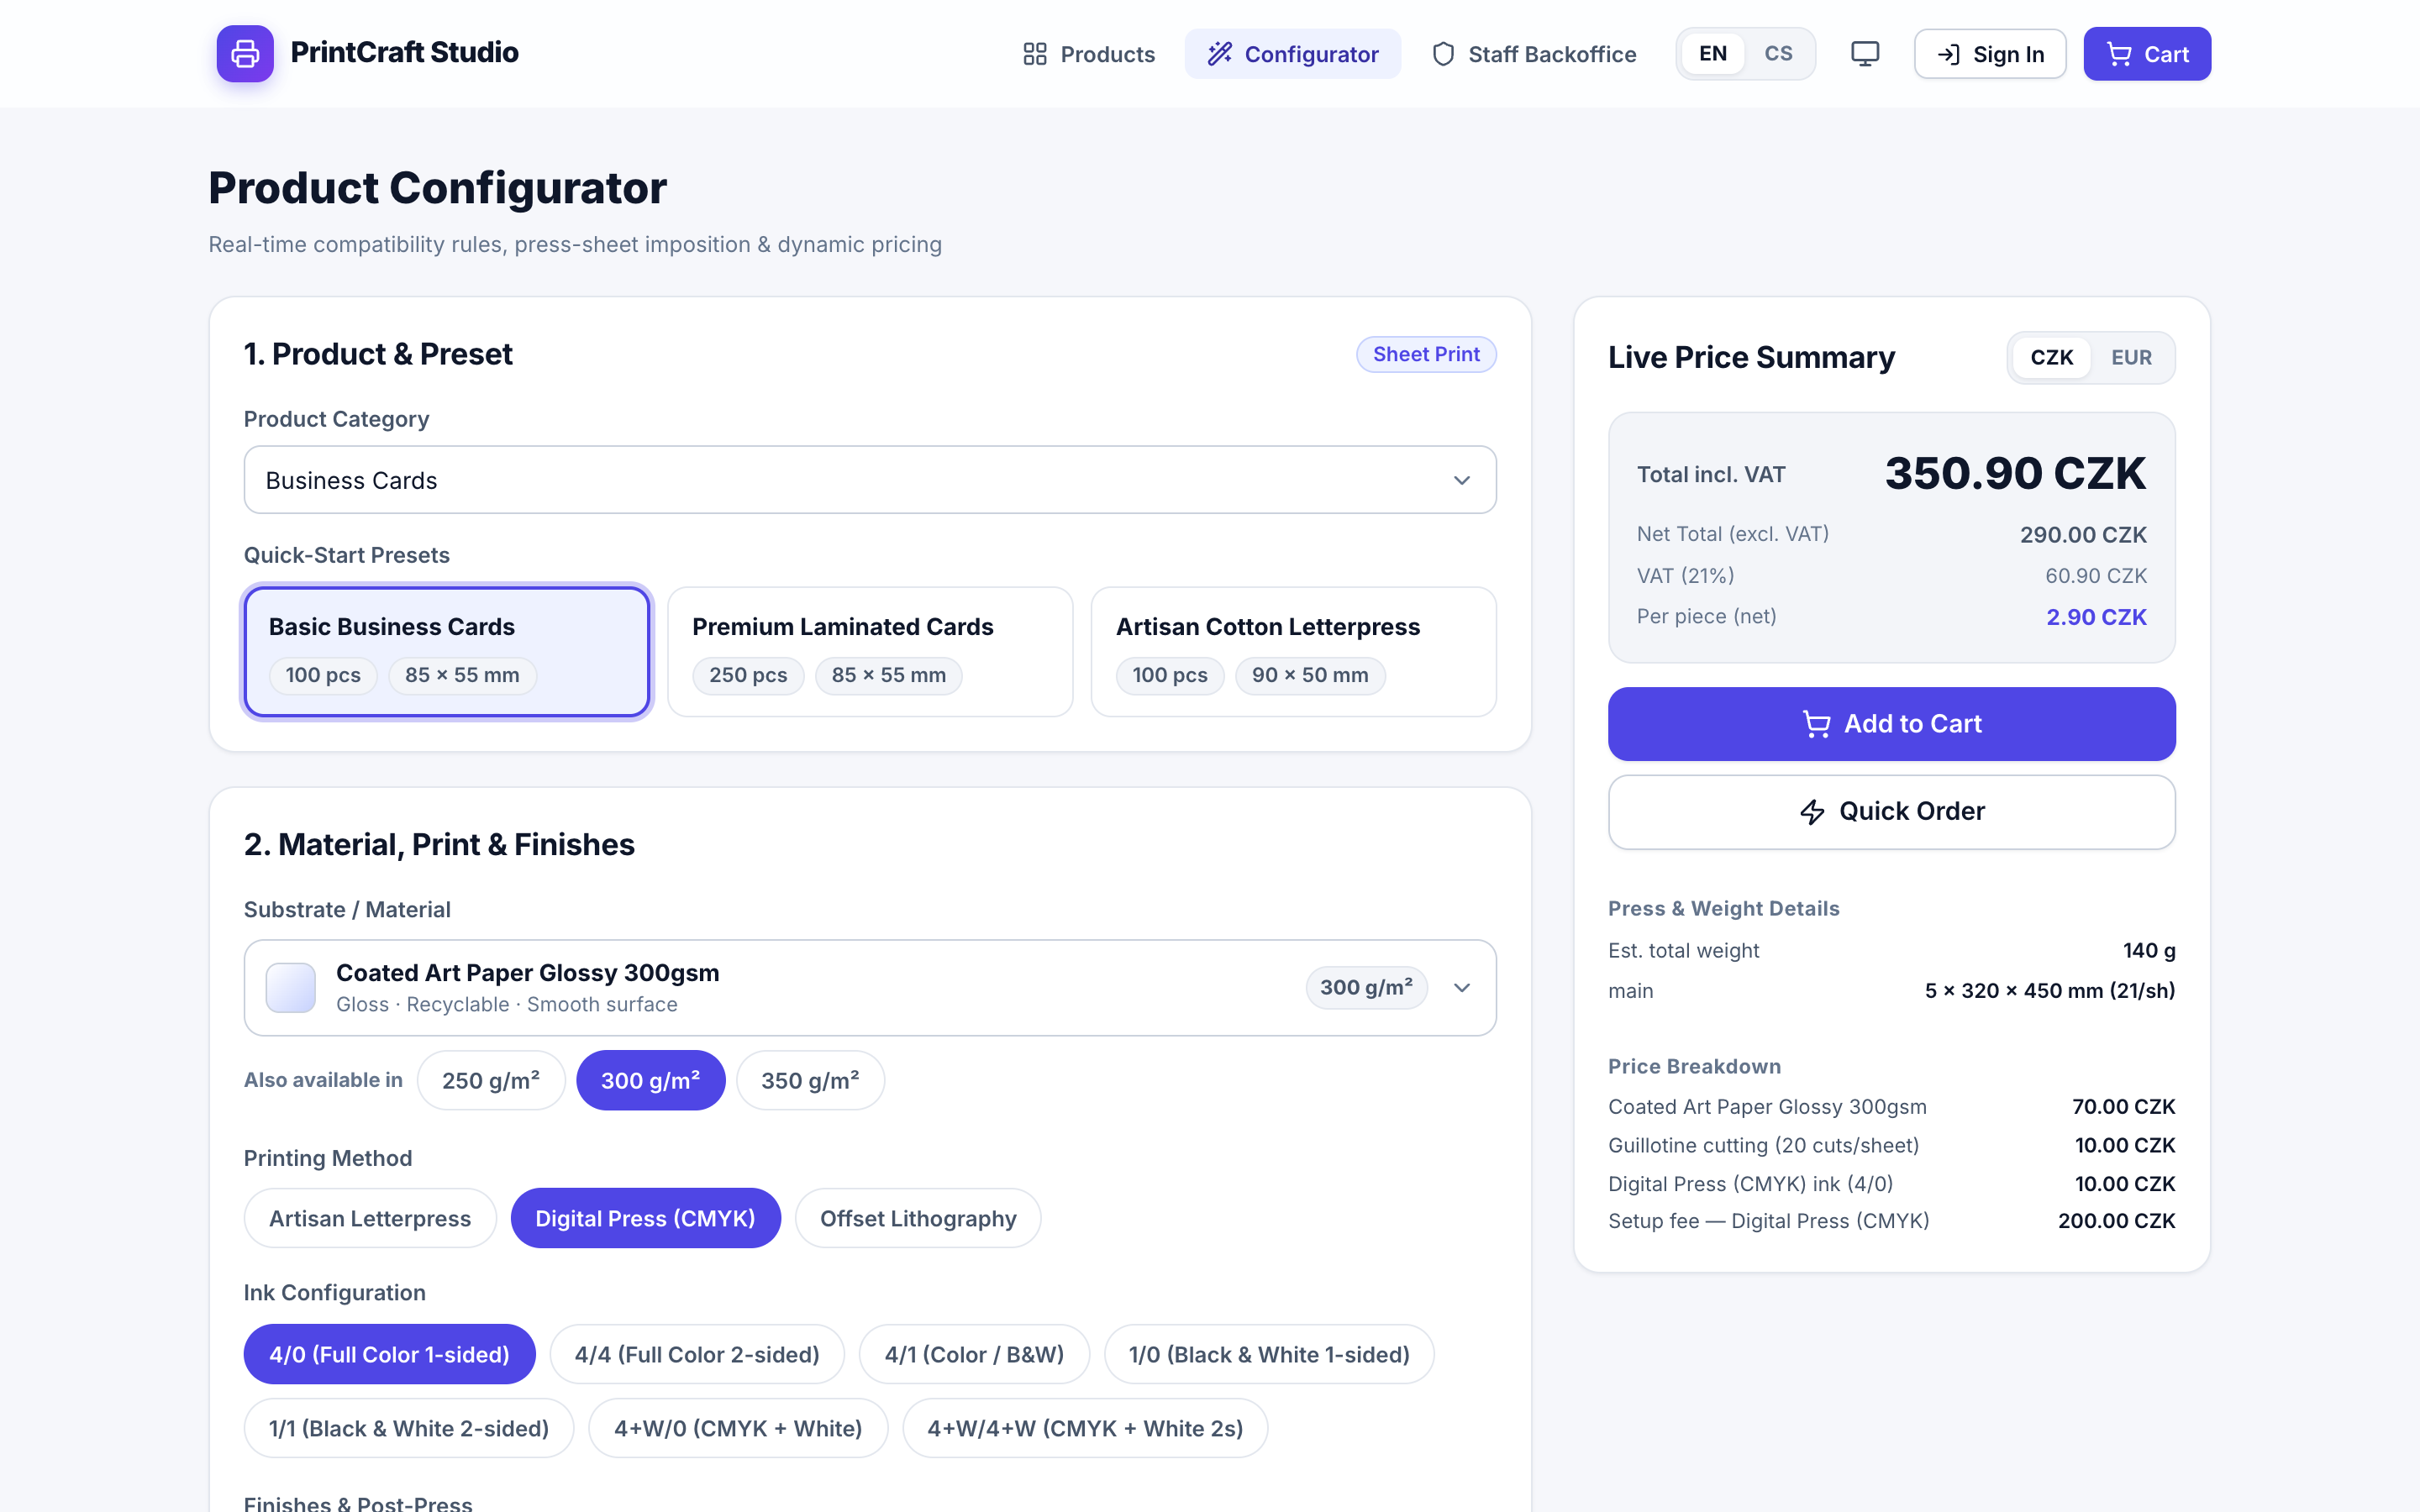 PrintCraft Studio
Products
Configurator
Staff Backoffice
EN
CS
Sign In
Cart
Product Configurator
Real-time compatibility rules, press-sheet imposition & dynamic pricing
1. Product & Preset
Sheet Print
Product Category
Business Cards
Quick-Start Presets
Basic Business Cards
100 pcs
85 × 55 mm
Premium Laminated Cards
250 pcs
85 × 55 mm
Artisan Cotton Letterpress
100 pcs
90 × 50 mm
2. Material, Print & Finishes
Substrate / Material
Coated Art Paper Glossy 300gsm
Gloss · Recyclable · Smooth surface
300 g/m²
Also available in
250 g/m²
300 g/m²
350 g/m²
Printing Method
Artisan Letterpress
Digital Press (CMYK)
Offset Lithography
Ink Configuration
4/0 (Full Color 1-sided)
4/4 (Full Color 2-sided)
4/1 (Color / B&W)
1/0 (Black & White 1-sided)
1/1 (Black & White 2-sided)
4+W/0 (CMYK + White)
4+W/4+W (CMYK + White 2s)
Finishes & Post-Press
Live Price Summary
CZK
EUR
Total incl. VAT 350.90 CZK
Net Total (excl. VAT) 290.00 CZK
VAT (21%) 60.90 CZK
Per piece (net) 2.90 CZK
Add to Cart
Quick Order
Press & Weight Details
Est. total weight 140 g
main 5 × 320 × 450 mm (21/sh)
Price Breakdown
Coated Art Paper Glossy 300gsm 70.00 CZK
Guillotine cutting (20 cuts/sheet) 10.00 CZK
Digital Press (CMYK) ink (4/0) 10.00 CZK
Setup fee — Digital Press (CMYK) 200.00 CZK